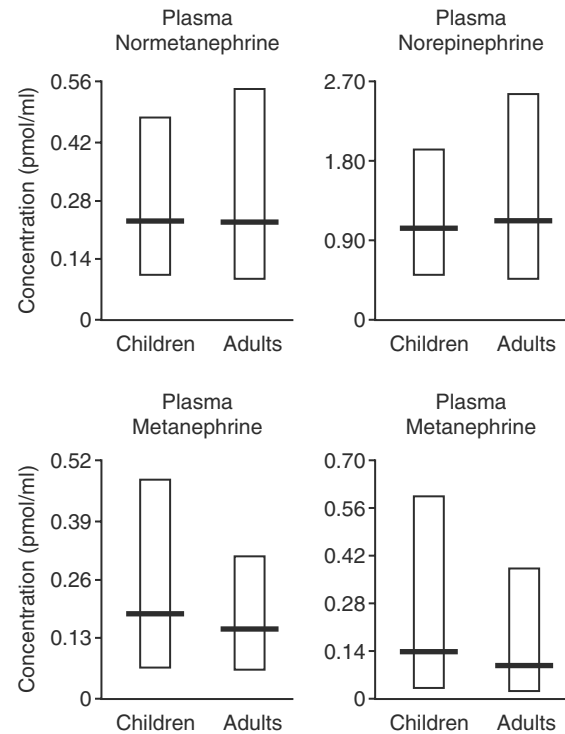 Plasma
Normetanephrine
Plasma
Norepinephrine
Concentration (pmol/ml)
0.56
0.42
0.28
0.14
0
Children Adults
2.70
1.80
0.90
0
Children Adults
Plasma
Metanephrine
Plasma
Metanephrine
Concentration (pmol/ml)
0.52
0.39
0.26
0.13
0
Children Adults
0.70
0.56
0.42
0.28
0.14
0
Children Adults